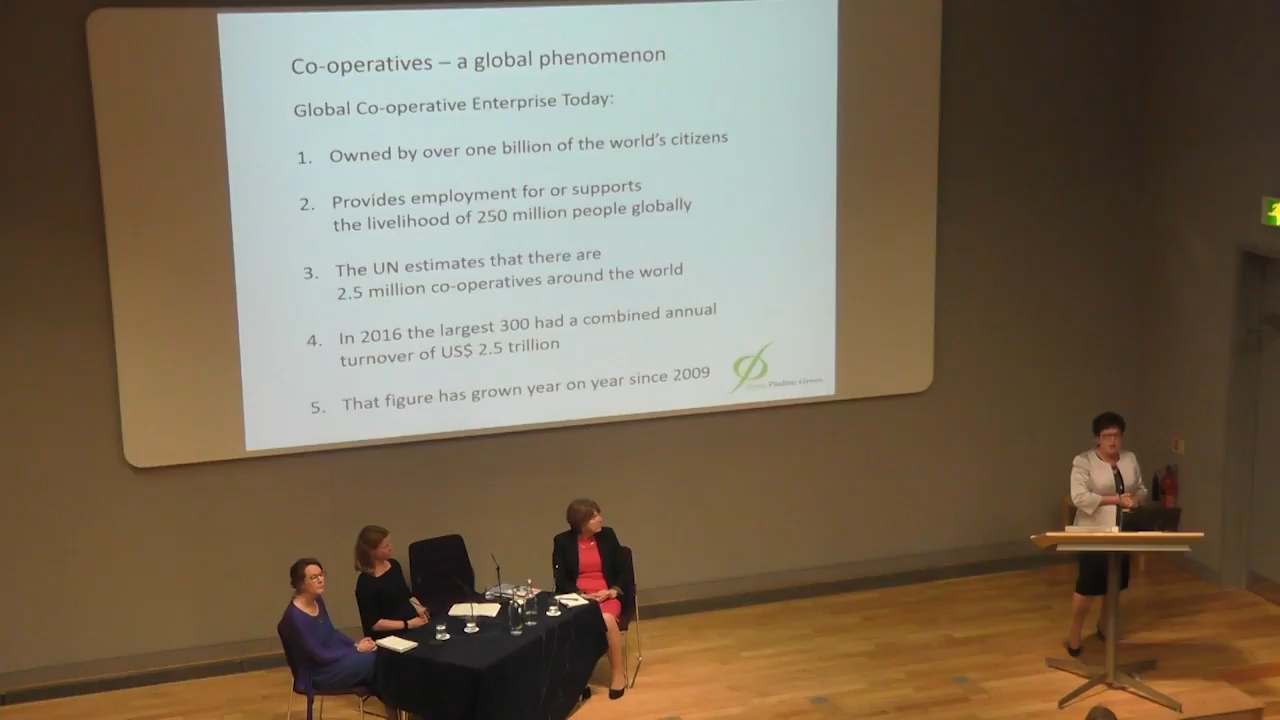 Co-operatives – a global phenomenon
Global Co-operative Enterprise Today:
1. Owned by over one billion of the world's citizens
2. Provides employment for or supports
the livelihood of 250 million people globally
3. The UN estimates that there are
2.5 million co-operatives around the world
4. In 2016 the largest 300 had a combined annual
turnover of US$ 2.5 trillion
5. That figure has grown year on year since 2009
Pauline Green